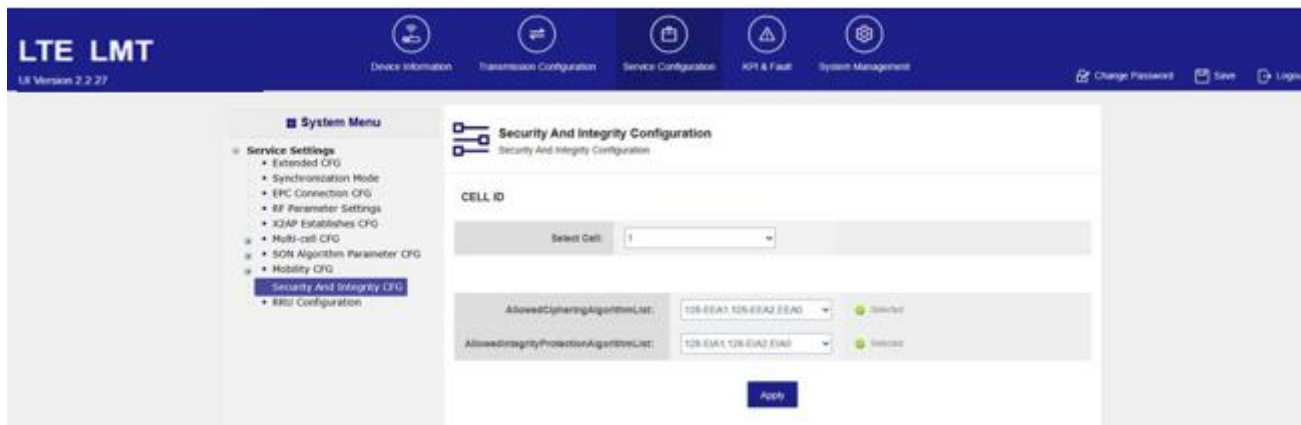 LTE LMT
UI Version 2.2.27
Device Information
Transmission Configuration
Service Configuration
KPI & Fault
System Management
Change Password
Save
Logou
System Menu
Service Settings
Extended CFG
Synchronization Mode
EPC Connection CFG
RF Parameter Settings
X2AP Establishes CFG
Multi-cell CFG
SON Algorithm Parameter CFG
Mobility CFG
Security And Integrity CFG
RRU Configuration
Security And Integrity Configuration
Security And Integrity Configuration
CELL ID
Select Cell: 1
AllowedCipheringAlgorithmList: 128-EEA1,128-EEA2,EEA0 Selected
AllowedIntegrityProtectionAlgorithmList: 128-EIA1,128-EIA2,EIA0 Selected
Apply